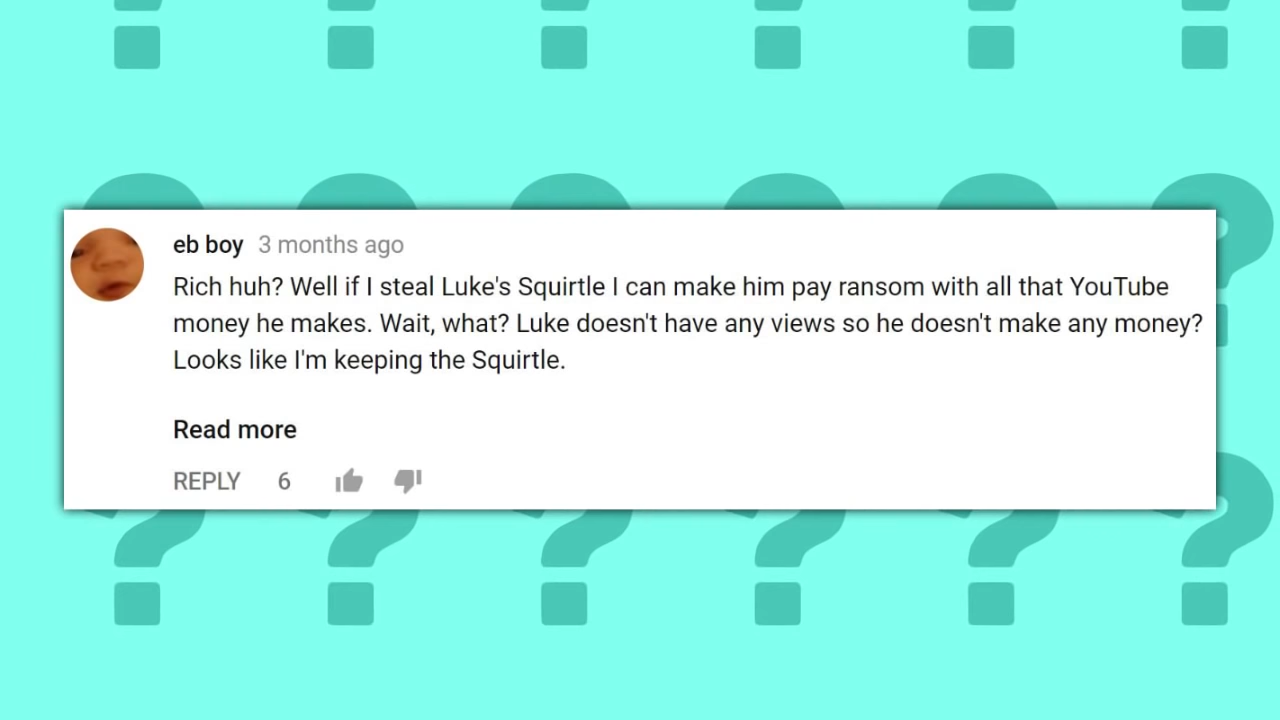 eb boy 3 months ago
Rich huh? Well if I steal Luke's Squirtle I can make him pay ransom with all that YouTube
money he makes. Wait, what? Luke doesn't have any views so he doesn't make any money?
Looks like I'm keeping the Squirtle.
Read more
REPLY 6